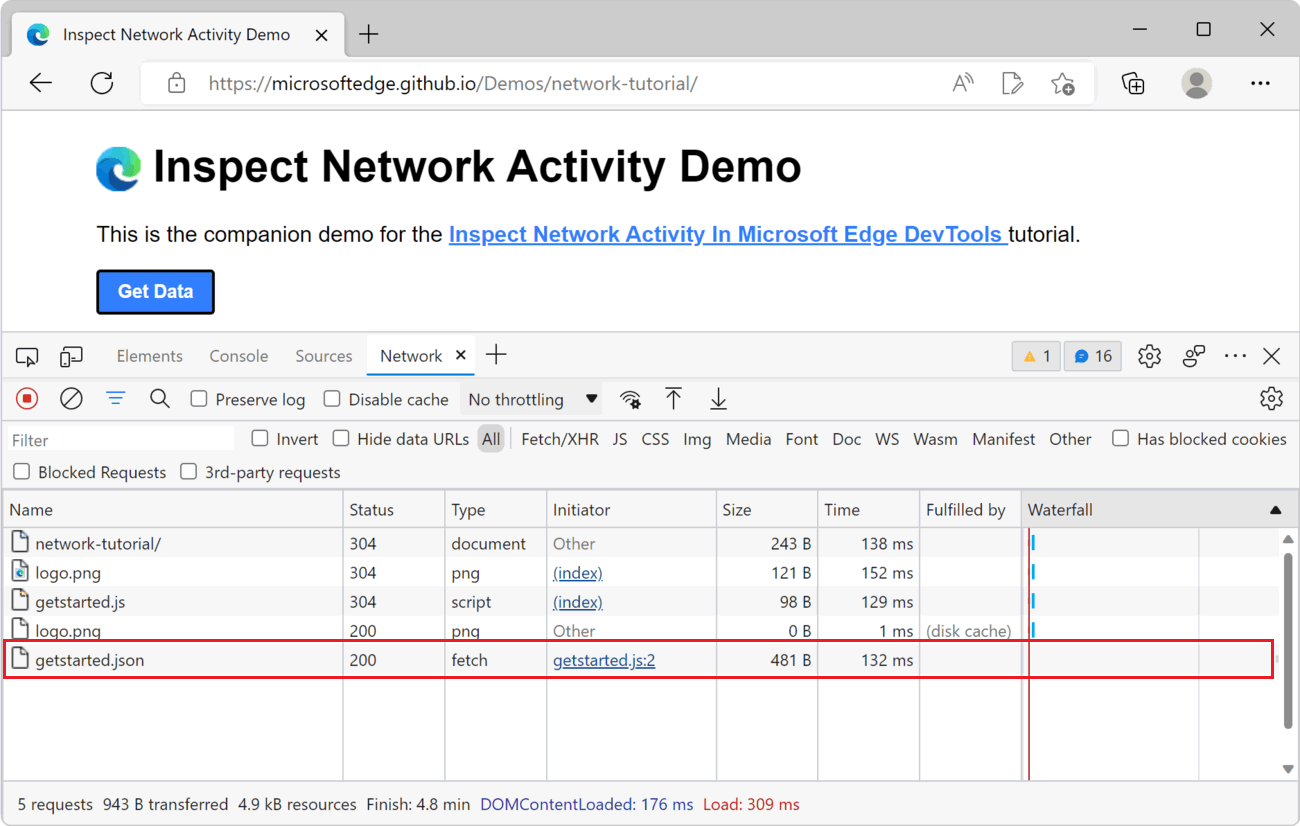 Inspect Network Activity Demo
https://microsoftedge.github.io/Demos/network-tutorial/
Inspect Network Activity Demo
This is the companion demo for the Inspect Network Activity In Microsoft Edge DevTools tutorial.
Get Data
Elements Console Sources Network 1 16
Preserve log Disable cache No throttling
Filter Invert Hide data URLs All Fetch/XHR JS CSS Img Media Font Doc WS Wasm Manifest Other Has blocked cookies
Blocked Requests 3rd-party requests
Name Status Type Initiator Size Time Fulfilled by Waterfall
network-tutorial/ 304 document Other 243 B 138 ms
logo.png 304 png (index) 121 B 152 ms
getstarted.js 304 script (index) 98 B 129 ms
logo.png 200 png Other 0 B 1 ms (disk cache)
getstarted.json 200 fetch getstarted.js:2 481 B 132 ms
5 requests 943 B transferred 4.9 kB resources Finish: 4.8 min DOMContentLoaded: 176 ms Load: 309 ms